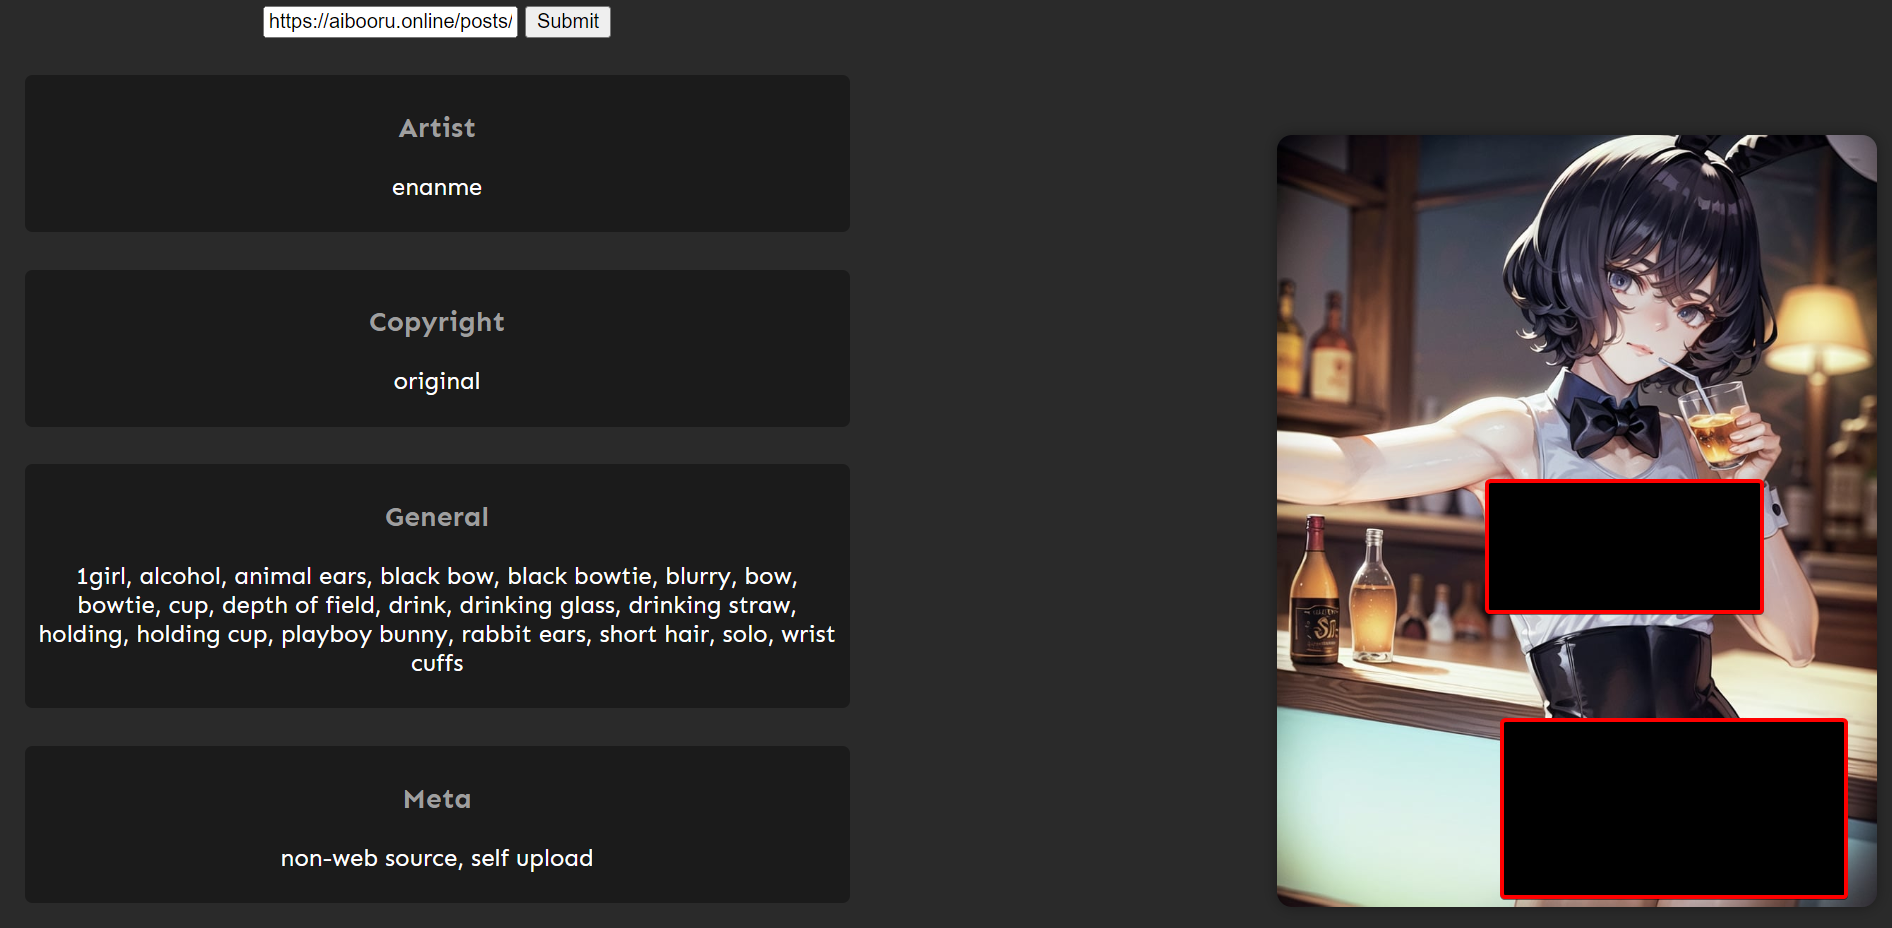 https://aibooru.online/posts/
Submit
Artist
enanme
Copyright
original
General
1girl, alcohol, animal ears, black bow, black bowtie, blurry, bow,
bowtie, cup, depth of field, drink, drinking glass, drinking straw,
holding, holding cup, playboy bunny, rabbit ears, short hair, solo, wrist
cuffs
Meta
non-web source, self upload